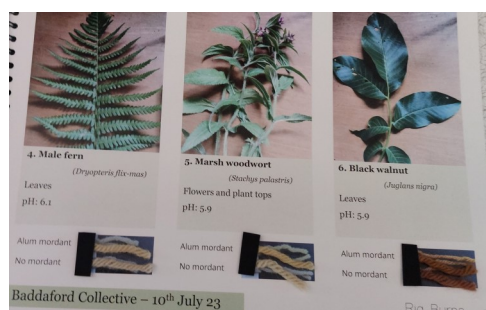 4. Male fern
(Dryopteris flix-mas)
Leaves
pH: 6.1
Alum mordant
No mordant
5. Marsh woodwort
(Stachys palastris)
Flowers and plant tops
pH: 5.9
Alum mordant
No mordant
6. Black walnut
(Juglans nigra)
Leaves
pH: 5.9
Alum mordant
No mordant
Baddaford Collective – 10th July 23